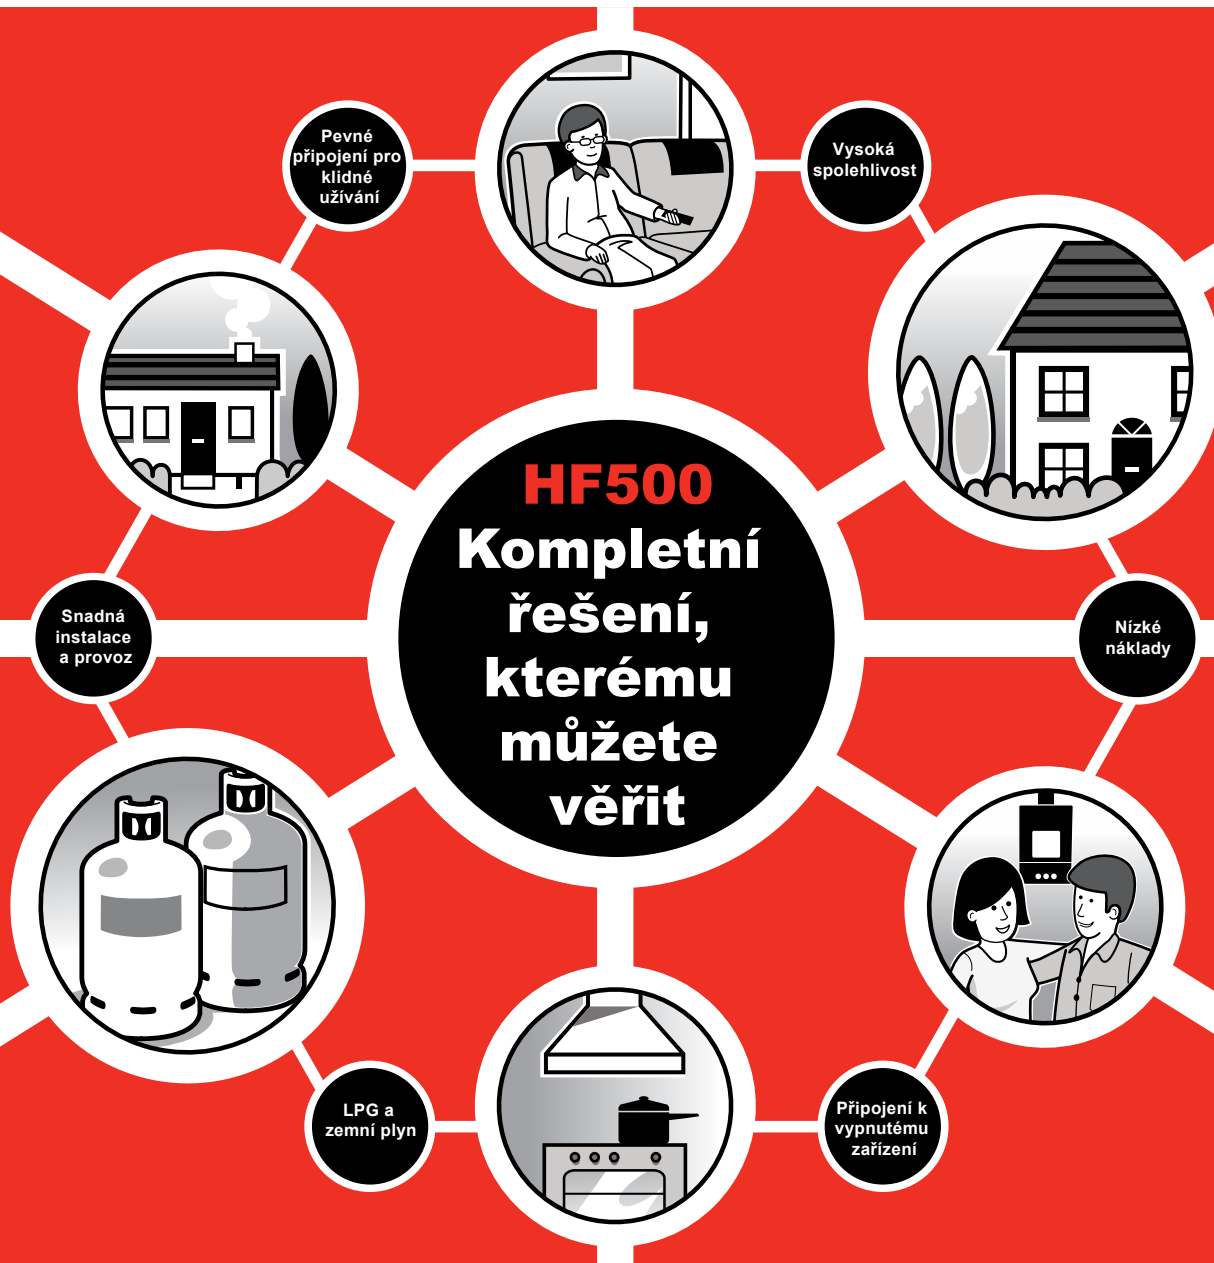 Pevné
připojení pro
klidné
užívání
Vysoká
spolehlivost
HF500
Kompletní
řešení,
kterému
můžete
věřit
Snadná
instalace
a provoz
Nízké
náklady
LPG a
zemní plyn
Připojení k
vypnutému
zařízení